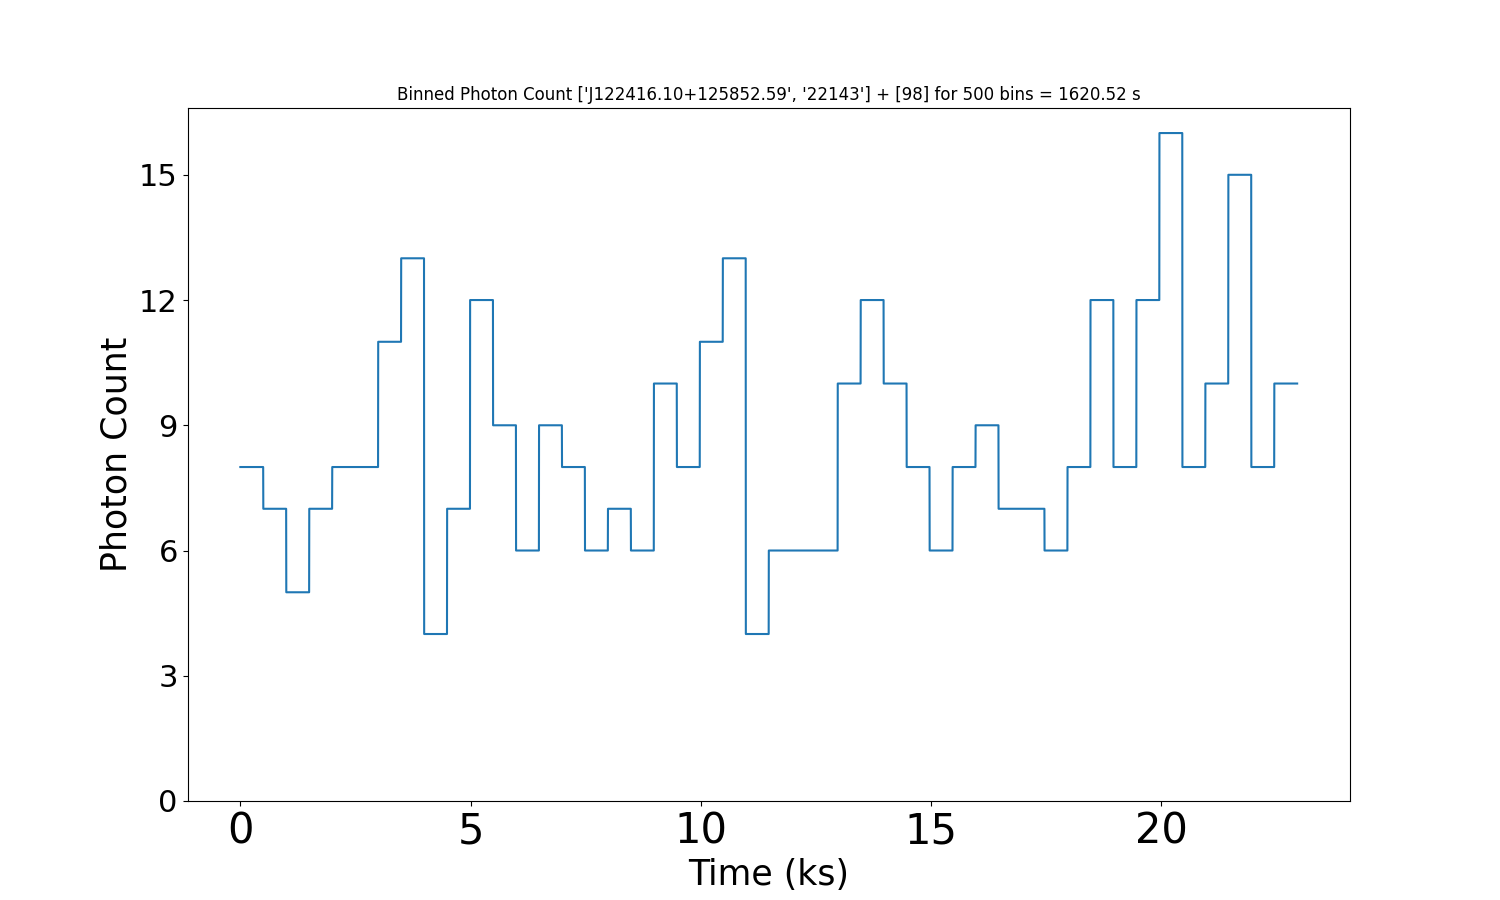 Binned Photon Count ['J122416.10+125852.59', '22143'] + [98] for 500 bins = 1620.52 s
15
12
9
6
3
0
Photon Count
0 5 10 15 20
Time (ks)